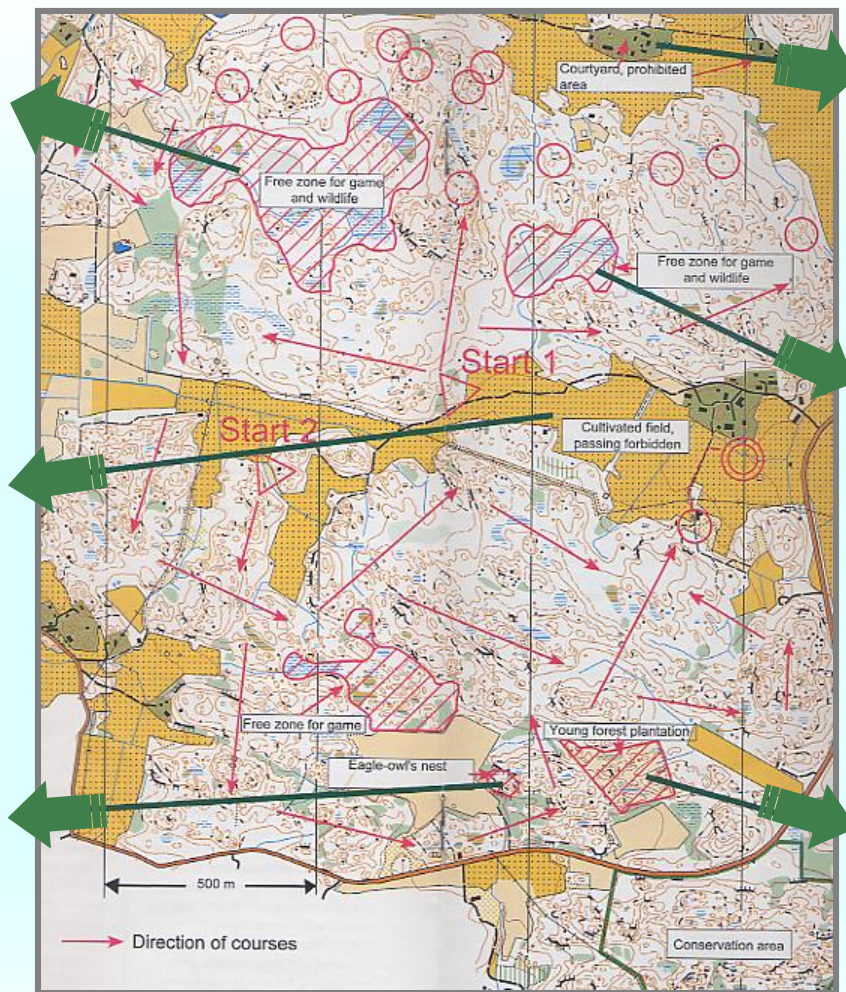 Courtyard, prohibited
area
Free zone for game
and wildlife
Free zone for game
and wildlife
Start 1
Start 2
Cultivated field,
passing forbidden
Free zone for game
Young forest plantation
Eagle-owl's nest
500 m
Direction of courses
Conservation area